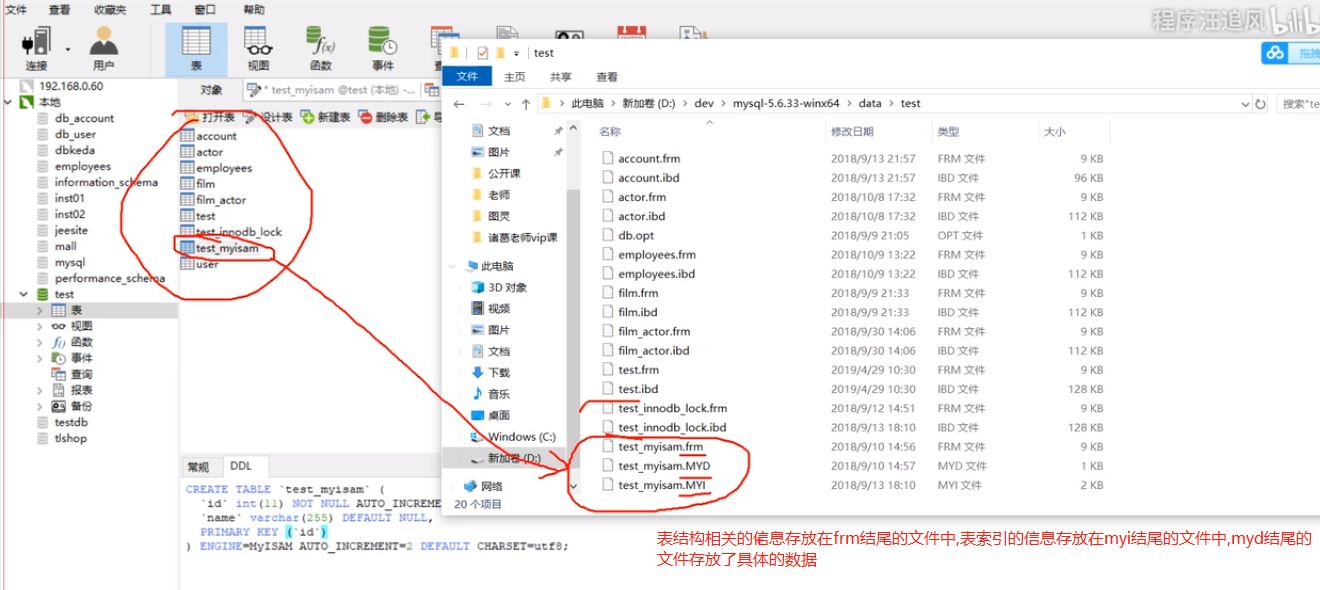 文件 查看 收藏夹 工具 窗口 帮助
程序汪追风 bilibili
连接 用户 表 视图 函数 事件
test
文件 主页 共享 查看
此电脑 > 新加卷 (D:) > dev > mysql-5.6.33-winx64 > data > test
搜索"te
拖拽
192.168.0.60
本地
db_account
db_user
dbkeda
employees
information_schema
inst01
inst02
jeesite
mall
mysql
performance_schema
test
表
视图
函数
事件
查询
报表
备份
testdb
tlshop
对象 * test_myisam @test (本地) -...
打开表 设计表 新建表 删除表 导
account
actor
employees
film
film_actor
test
test_innodb_lock
test_myisam
user
文档
图片
公开课
老师
图灵
诸葛老师vip课
此电脑
3D 对象
视频
图片
文档
下载
音乐
桌面
Windows (C:)
新加卷 (D:)
网络
20 个项目
名称 修改日期 类型 大小
account.frm 2018/9/13 21:57 FRM 文件 9 KB
account.ibd 2018/9/13 21:57 IBD 文件 96 KB
actor.frm 2018/10/8 17:32 FRM 文件 9 KB
actor.ibd 2018/10/8 17:32 IBD 文件 112 KB
db.opt 2018/9/9 21:05 OPT 文件 1 KB
employees.frm 2018/10/9 13:22 FRM 文件 9 KB
employees.ibd 2018/10/9 13:22 IBD 文件 112 KB
film.frm 2018/9/9 21:33 FRM 文件 9 KB
film.ibd 2018/9/9 21:33 IBD 文件 112 KB
film_actor.frm 2018/9/30 14:06 FRM 文件 9 KB
film_actor.ibd 2018/9/30 14:06 IBD 文件 112 KB
test.frm 2019/4/29 10:30 FRM 文件 9 KB
test.ibd 2019/4/29 10:30 IBD 文件 128 KB
test_innodb_lock.frm 2018/9/12 14:51 FRM 文件 9 KB
test_innodb_lock.ibd 2018/9/13 18:10 IBD 文件 128 KB
test_myisam.frm 2018/9/10 14:56 FRM 文件 9 KB
test_myisam.MYD 2018/9/10 14:57 MYD 文件 1 KB
test_myisam.MYI 2018/9/13 18:10 MYI 文件 2 KB
常规 DDL
CREATE TABLE `test_myisam` (
`id` int(11) NOT NULL AUTO_INCREME
`name` varchar(255) DEFAULT NULL,
PRIMARY KEY (`id`)
) ENGINE=MyISAM AUTO_INCREMENT=2 DEFAULT CHARSET=utf8;
表结构相关的信息存放在frm结尾的文件中,表索引的信息存放在myi结尾的文件中,myd结尾的
文件存放了具体的数据